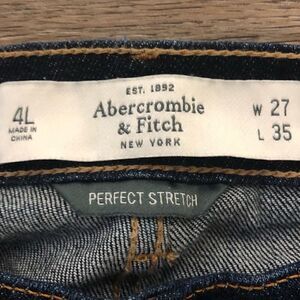 EST. 1892
4L
MADE IN
CHINA
Abercrombie
& Fitch
NEW YORK
W 27
L 35
PERFECT STRETCH